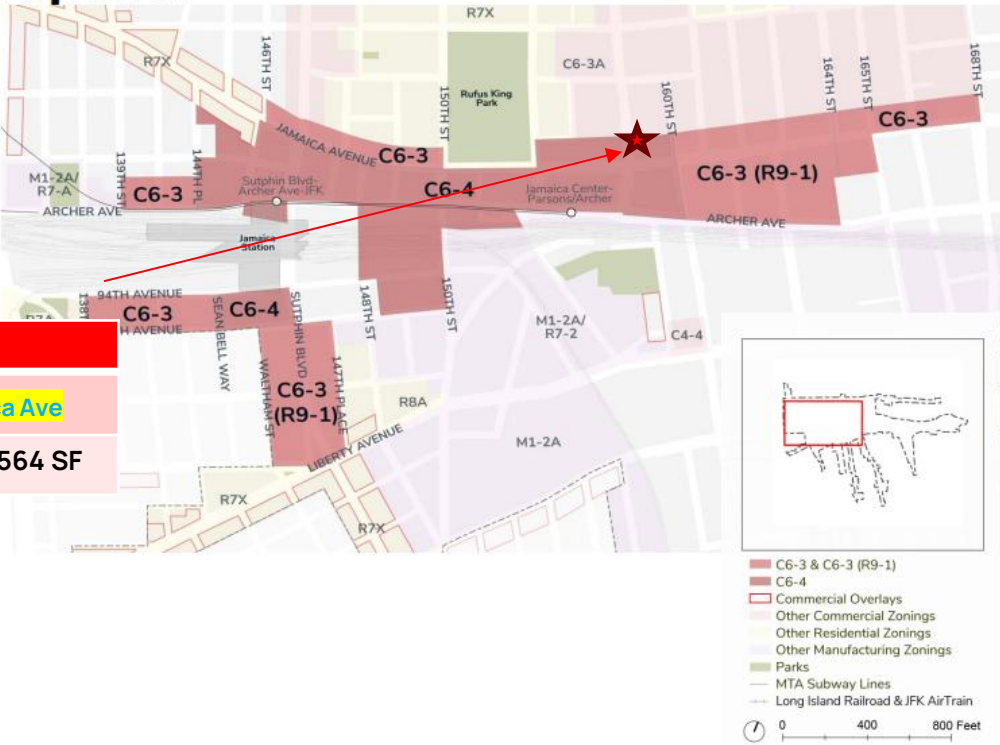 R7X
R7X
146TH ST
C6-3A
168TH ST
164TH ST
165TH ST
150TH ST
160TH ST
Rufus King
Park
JAMAICA AVENUE
C6-3
C6-3
139TH ST
144TH PL
M1-2A/
R7-A
C6-3
Sutphin Blvd-
Archer Ave-JFK
C6-4
Jamaica Center-
Parsons/Archer
C6-3 (R9-1)
ARCHER AVE
ARCHER AVE
Jamaica
Station
94TH AVENUE
C6-3
C6-4
SEAN BELL WAY
SUTPHIN BLVD
148TH ST
150TH ST
M1-2A/
R7-2
C4-4
WALTHAM ST
147TH PLACE
C6-3
(R9-1)
R8A
Ave
564 SF
LIBERTY AVENUE
M1-2A
R7X
R7X
C6-3 & C6-3 (R9-1)
C6-4
Commercial Overlays
Other Commercial Zonings
Other Residential Zonings
Other Manufacturing Zonings
Parks
MTA Subway Lines
Long Island Railroad & JFK AirTrain
0 400 800 Feet